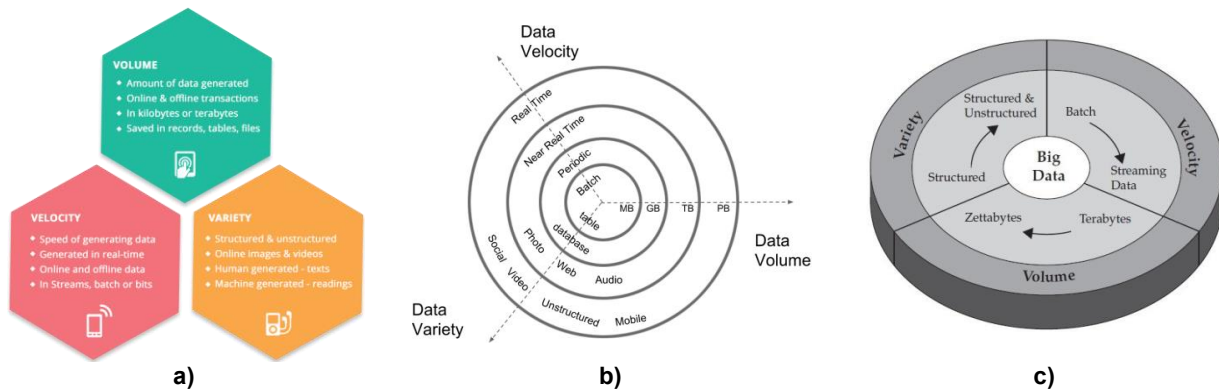 VOLUME
◆ Amount of data generated
◆ Online & offline transactions
◆ In kilobytes or terabytes
◆ Saved in records, tables, files
VELOCITY
◆ Speed of generating data
◆ Generated in real-time
◆ Online and offline data
◆ In Streams, batch or bits
VARIETY
◆ Structured & unstructured
◆ Online images & videos
◆ Human generated - texts
◆ Machine generated - readings
a)
Data
Velocity
Real Time
Near Real Time
Periodic
Batch
MB
GB
TB
PB
Data
Volume
table
database
Photo
Web
Audio
Social
Video
Unstructured
Mobile
Data
Variety
b)
Variety
Structured &
Unstructured
Structured
Batch
Velocity
Streaming
Data
Big
Data
Zettabytes
Terabytes
Volume
c)